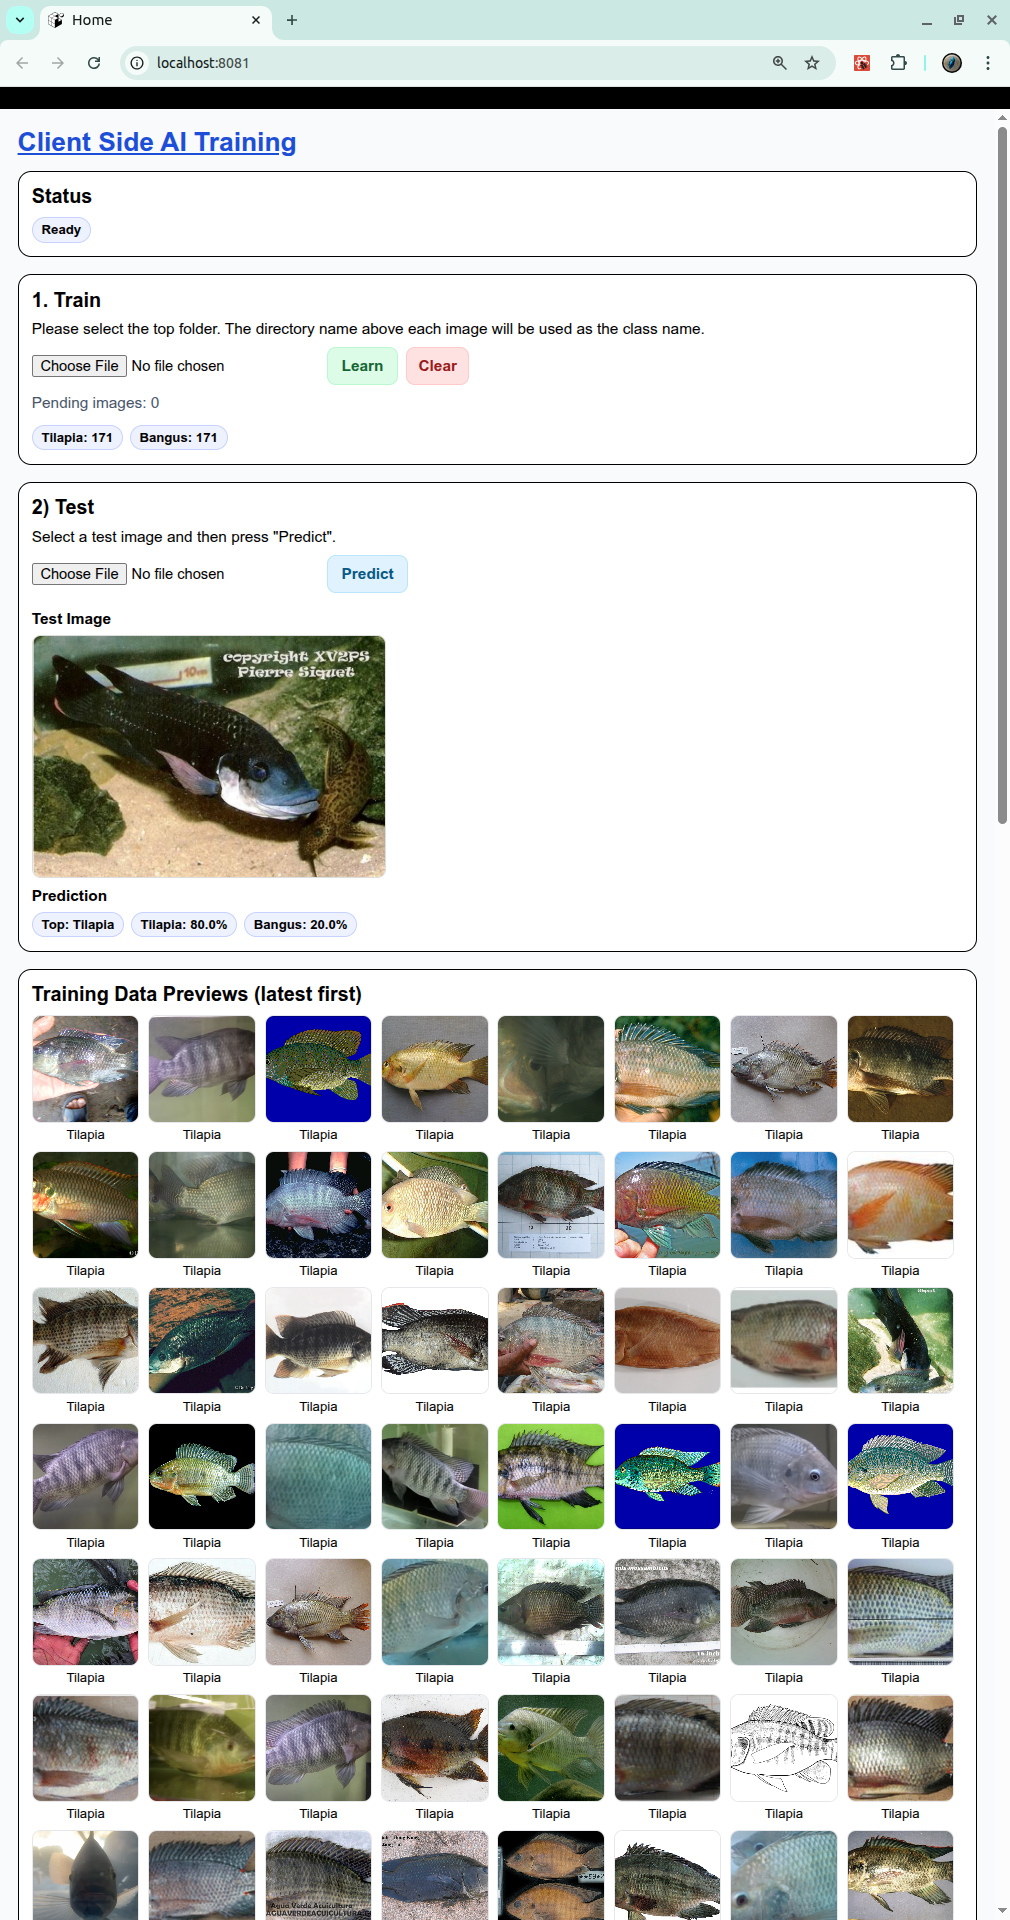 Home
localhost:8081
Client Side AI Training
Status
Ready
1. Train
Please select the top folder. The directory name above each image will be used as the class name.
Choose File No file chosen Learn Clear
Pending images: 0
Tilapia: 171 Bangus: 171
2) Test
Select a test image and then press "Predict".
Choose File No file chosen Predict
Test Image
10cm
copyright XV2PS
Pierre Siquet
Prediction
Top: Tilapia Tilapia: 80.0% Bangus: 20.0%
Training Data Previews (latest first)
Tilapia Tilapia Tilapia Tilapia Tilapia Tilapia Tilapia Tilapia
Tilapia Tilapia Tilapia Tilapia Tilapia Tilapia Tilapia Tilapia
Tilapia Tilapia Tilapia Tilapia Tilapia Tilapia Tilapia Tilapia
Tilapia Tilapia Tilapia Tilapia Tilapia Tilapia Tilapia Tilapia
Tilapia Tilapia Tilapia Tilapia Tilapia Tilapia Tilapia Tilapia
Tilapia Tilapia Tilapia Tilapia Tilapia Tilapia Tilapia Tilapia
Agua Verde Acuicultura